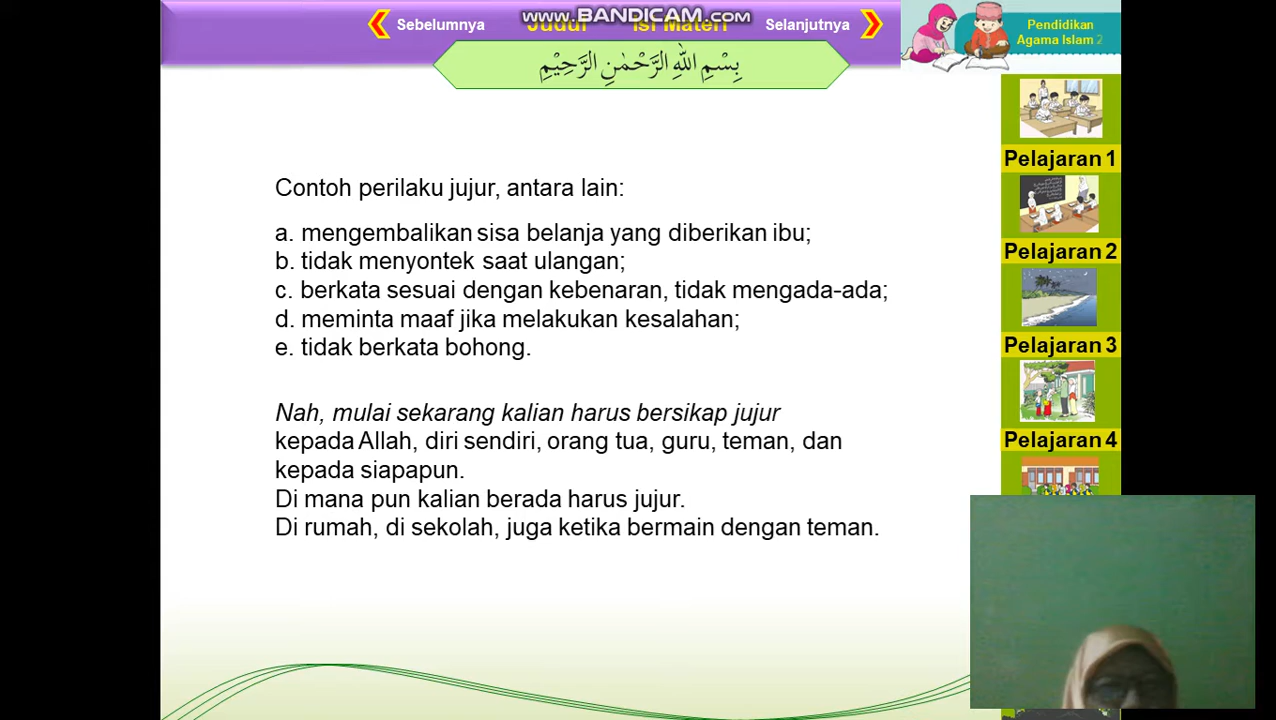 www.BANDICAM.com
Sebelumnya
Judul
Isi Materi
Selanjutnya
Pendidikan
Agama Islam 2
بِسْمِ اللّٰهِ الرَّحْمٰنِ الرَّحِيْمِ
Contoh perilaku jujur, antara lain:
a. mengembalikan sisa belanja yang diberikan ibu;
b. tidak menyontek saat ulangan;
c. berkata sesuai dengan kebenaran, tidak mengada-ada;
d. meminta maaf jika melakukan kesalahan;
e. tidak berkata bohong.
Nah, mulai sekarang kalian harus bersikap jujur
kepada Allah, diri sendiri, orang tua, guru, teman, dan
kepada siapapun.
Di mana pun kalian berada harus jujur.
Di rumah, di sekolah, juga ketika bermain dengan teman.
Pelajaran 1
Pelajaran 2
Pelajaran 3
Pelajaran 4